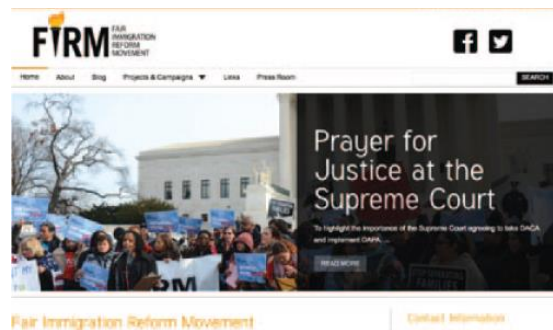 FIRM
FAIR
IMMIGRATION
REFORM
MOVEMENT
Home About Blog Projects & Campaigns Links Press Room SEARCH
Prayer for
Justice at the
Supreme Court
To highlight the importance of the Supreme Court agreeing to take DACA
and implement DAPA, ...
READ MORE
Fair Immigration Reform Movement
Contact Information